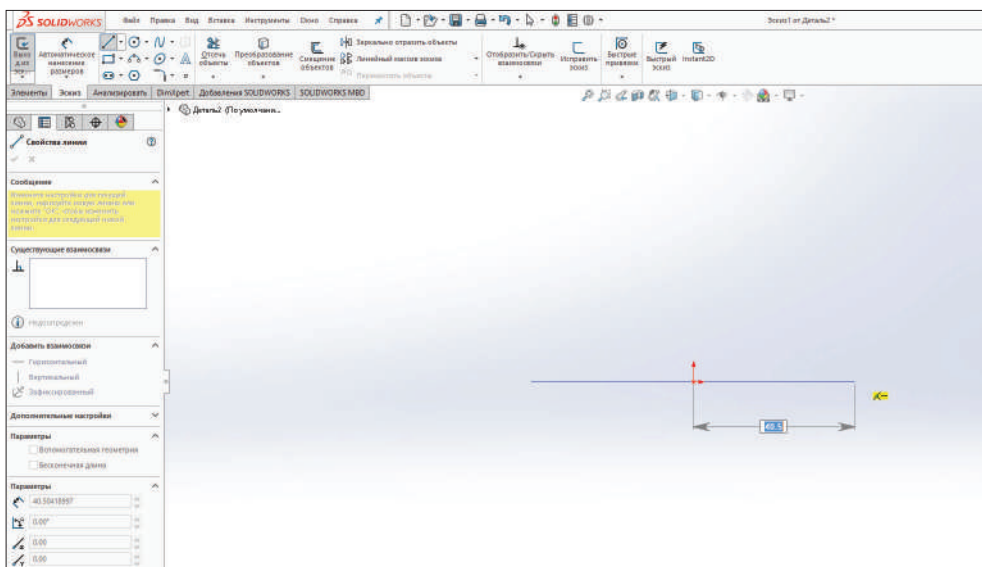 SOLIDWORKS Файл Правка Вид Вставка Инструменты Окно Справка
Эскиз1 от Деталь2 *
Автоматическое нанесение размеров
Отсечь объекты
Преобразование объектов
Смещение объектов
Зеркально отразить объекты
Линейный массив эскиза
Переместить объекты
Отобразить/Скрыть взаимосвязи
Исправить эскиз
Быстрые привязки
Быстрый эскиз
Instant2D
Элементы Эскиз Анализировать DimXpert Добавления SOLIDWORKS SOLIDWORKS MBD
Деталь2 (По умолчани...
Свойства линии
Сообщение
Существующие взаимосвязи
Недоопределен
Добавить взаимосвязи
Горизонтальный
Вертикальный
Зафиксированный
Дополнительные настройки
Параметры
Вспомогательная геометрия
Бесконечная длина
Параметры
40.50418997
0.00°
0.00
0.00
40.5